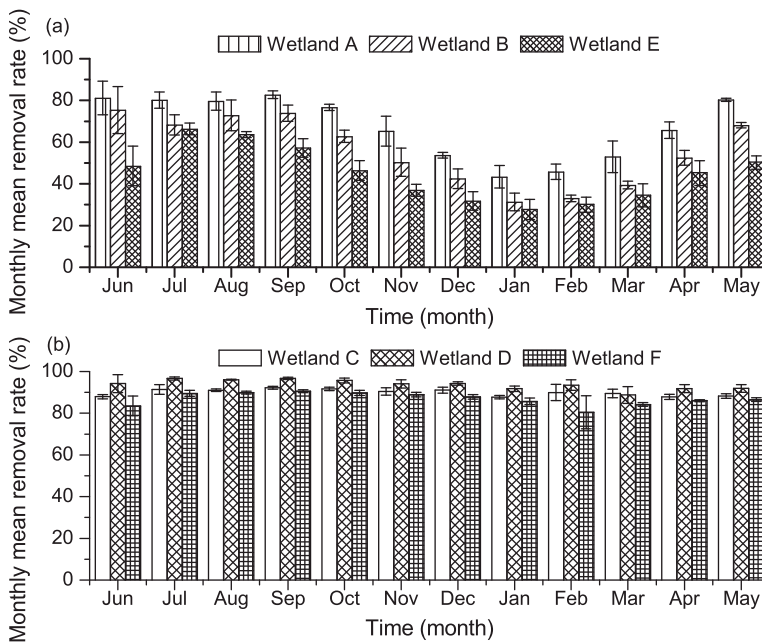 (a)
Wetland A Wetland B Wetland E
Monthly mean removal rate (%)
100
80
60
40
20
0
Jun Jul Aug Sep Oct Nov Dec Jan Feb Mar Apr May
Time (month)
(b)
Wetland C Wetland D Wetland F
Monthly mean removal rate (%)
100
80
60
40
20
0
Jun Jul Aug Sep Oct Nov Dec Jan Feb Mar Apr May
Time (month)